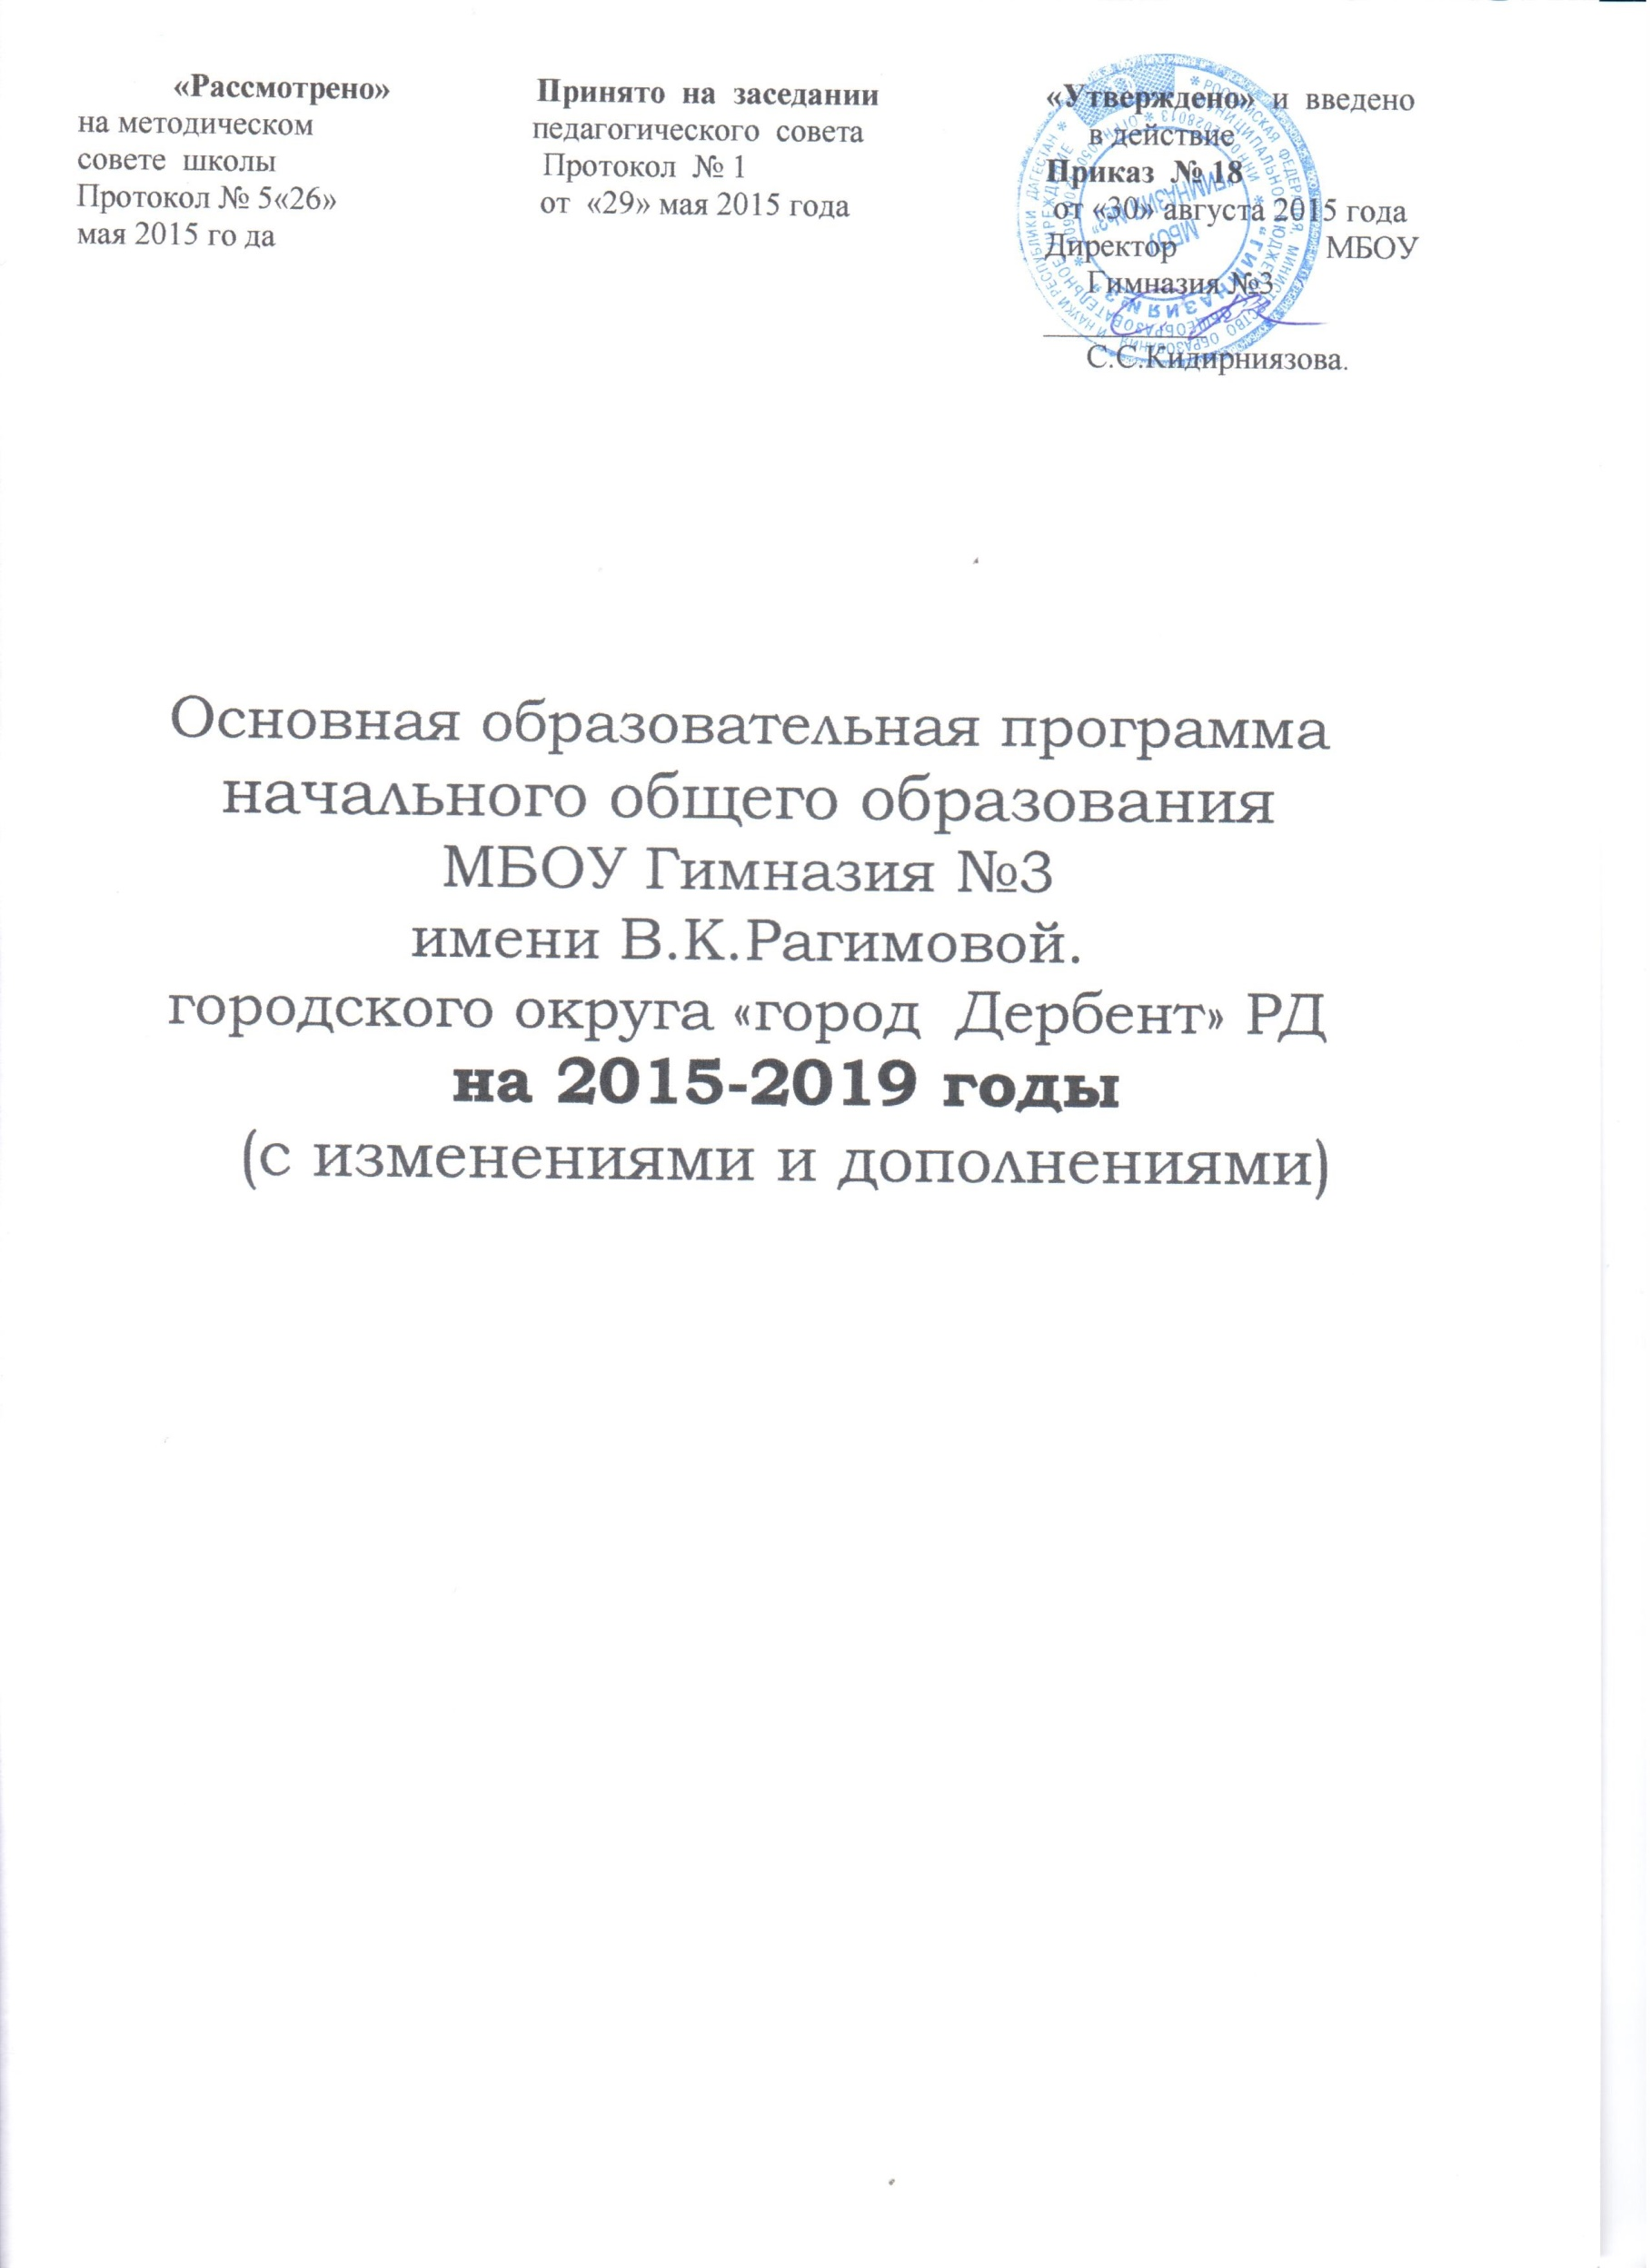 «Рассмотрено»
на методическом
совете школы
Протокол № 5«26»
мая 2015 го да
Принято на заседании
педагогического совета
Протокол № 1
от «29» мая 2015 года
«Утверждено» и введено
в действие
Приказ № 18
от «30» августа 2015 года
Директор МБОУ
Гимназия №3
С.С.Кидирниязова.
Основная образовательная программа
начального общего образования
МБОУ Гимназия №3
имени В.К.Рагимовой.
городского округа «город Дербент» РД
на 2015-2019 годы
(с изменениями и дополнениями)